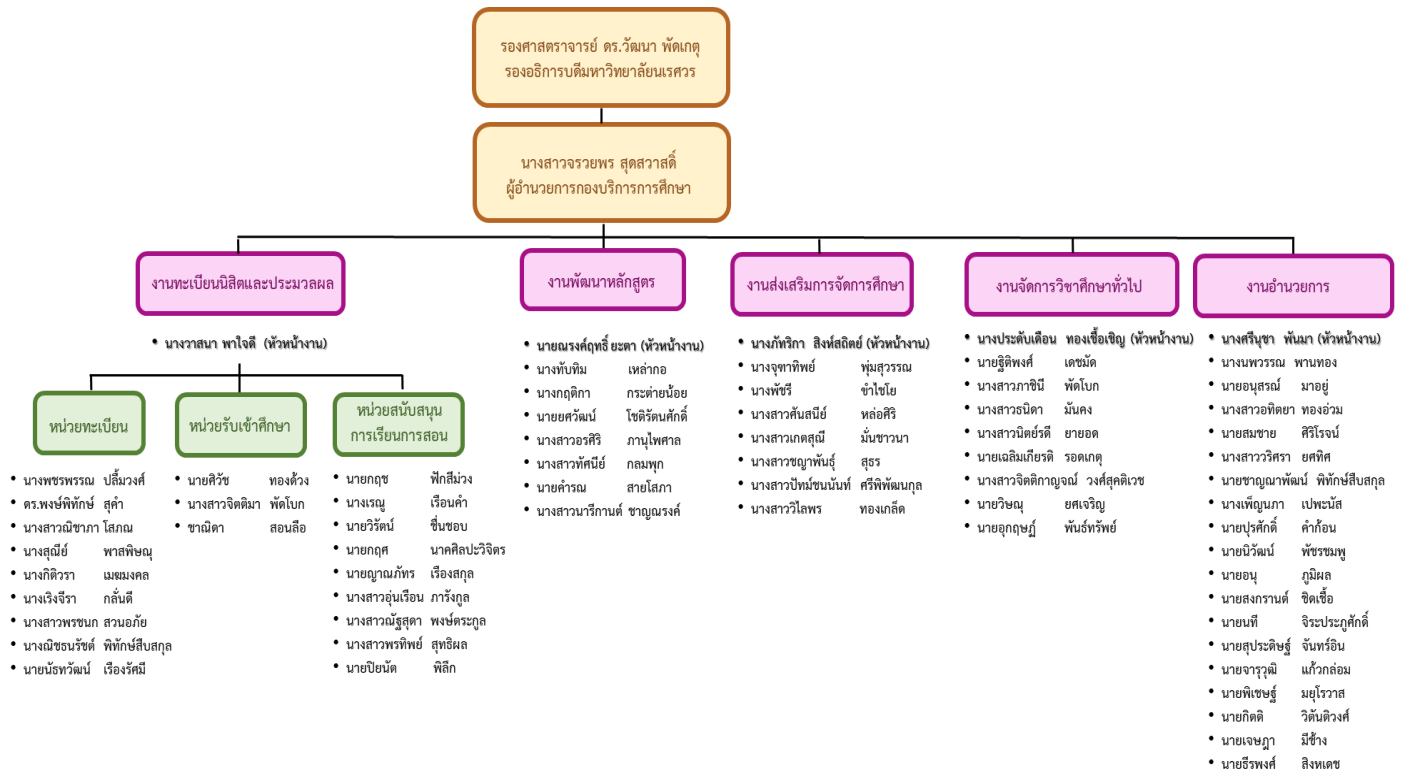 รองศาสตราจารย์ ดร.วัฒนา พัดเกตุ
รองอธิการบดีมหาวิทยาลัยนเรศวร
นางสาวจรวยพร สุดสวาสดิ์
ผู้อำนวยการกองบริการการศึกษา
งานทะเบียนนิสิตและประมวลผล
• นางวาสนา พาใจดี (หัวหน้างาน)
หน่วยทะเบียน
• นางพชรพรรณ ปลื้มวงศ์
• ดร.พงษ์พิทักษ์ สุคำ
• นางสาวณิชาภา โสภณ
• นางสุณีย์ พาสพิษณุ
• นางกิติวรา เมฆมงคล
• นางเริงจีรา กลั่นดี
• นางสาวพรชนก สวนอภัย
• นางณิชธนรัชต์ พิทักษ์สืบสกุล
• นายนัธทวัฒน์ เรืองรัศมี
หน่วยรับเข้าศึกษา
• นายศิวัช ทองด้วง
• นางสาวจิตติมา พัดโบก
• ชาณิดา สอนลือ
หน่วยสนับสนุน
การเรียนการสอน
• นายกฤช ฟักสีม่วง
• นางเรณู เรือนคำ
• นายวิรัตน์ ชื่นชอบ
• นายกฤศ นาคศิลปะวิจิตร
• นายญาณภัทร เรืองสกุล
• นางสาวอุ่นเรือน ภารังกูล
• นางสาวณัฐสุดา พงษ์ตระกูล
• นางสาวพรทิพย์ สุทธิผล
• นายปิยนัต พิลึก
งานพัฒนาหลักสูตร
• นายณรงค์ฤทธิ์ ยะตา (หัวหน้างาน)
• นางทับทิม เหล่ากอ
• นางกฤติกา กระต่ายน้อย
• นายยศวัฒน์ โชติรัตนศักดิ์
• นางสาวอรศิริ ภานุไพศาล
• นางสาวทัศนีย์ กลมพุก
• นายคำรณ สายโสภา
• นางสาวนารีกานต์ ชาญณรงค์
งานส่งเสริมการจัดการศึกษา
• นางภัทริกา สิงห์สถิตย์ (หัวหน้างาน)
• นางจุฑาทิพย์ พุ่มสุวรรณ
• นางพัชรี ขำไชโย
• นางสาวศันสนีย์ หล่อศิริ
• นางสาวเกตสุณี มั่นชาวนา
• นางสาวชญาพันธุ์ สุธร
• นางสาวปัทม์ชนนันท์ ศรีพิพัฒนกุล
• นางสาววิไลพร ทองเกล็ด
งานจัดการวิชาศึกษาทั่วไป
• นางประดับเดือน ทองเชื้อเชิญ (หัวหน้างาน)
• นายฐิติพงศ์ เดชมัด
• นางสาวภาชินี พัดโบก
• นางสาวธนิดา มันคง
• นางสาวนิตย์รดี ยายอด
• นายเฉลิมเกียรติ รอดเกตุ
• นางสาวจิตติกาญจณ์ วงศ์สุคติเวช
• นายวิษณุ ยศเจริญ
• นายอุกฤษฏ์ พันธ์ทรัพย์
งานอำนวยการ
• นางศรีนุชา พันมา (หัวหน้างาน)
• นางนพวรรณ พานทอง
• นายอนุสรณ์ มาอยู่
• นางสาวอทิตยา ทองอ่วม
• นายสมชาย ศิริโรจน์
• นางสาววริศรา ยศทิศ
• นายชาญณาพัฒน์ พิทักษ์สืบสกุล
• นางเพ็ญนภา เปพะนัส
• นายปุรศักดิ์ คำก้อน
• นายนิวัฒน์ พัชรชมพู
• นายอนุ ภูมิผล
• นายสงกรานต์ ชิดเชื้อ
• นายนที จิระประภูศักดิ์
• นายสุประดิษฐ์ จันทร์อิน
• นายจารุวุฒิ แก้วกล่อม
• นายพิเชษฐ์ มยุโรวาส
• นายกิตติ วิตันติวงศ์
• นายเจษฎา มีช้าง
• นายธีรพงศ์ สิงหเดช